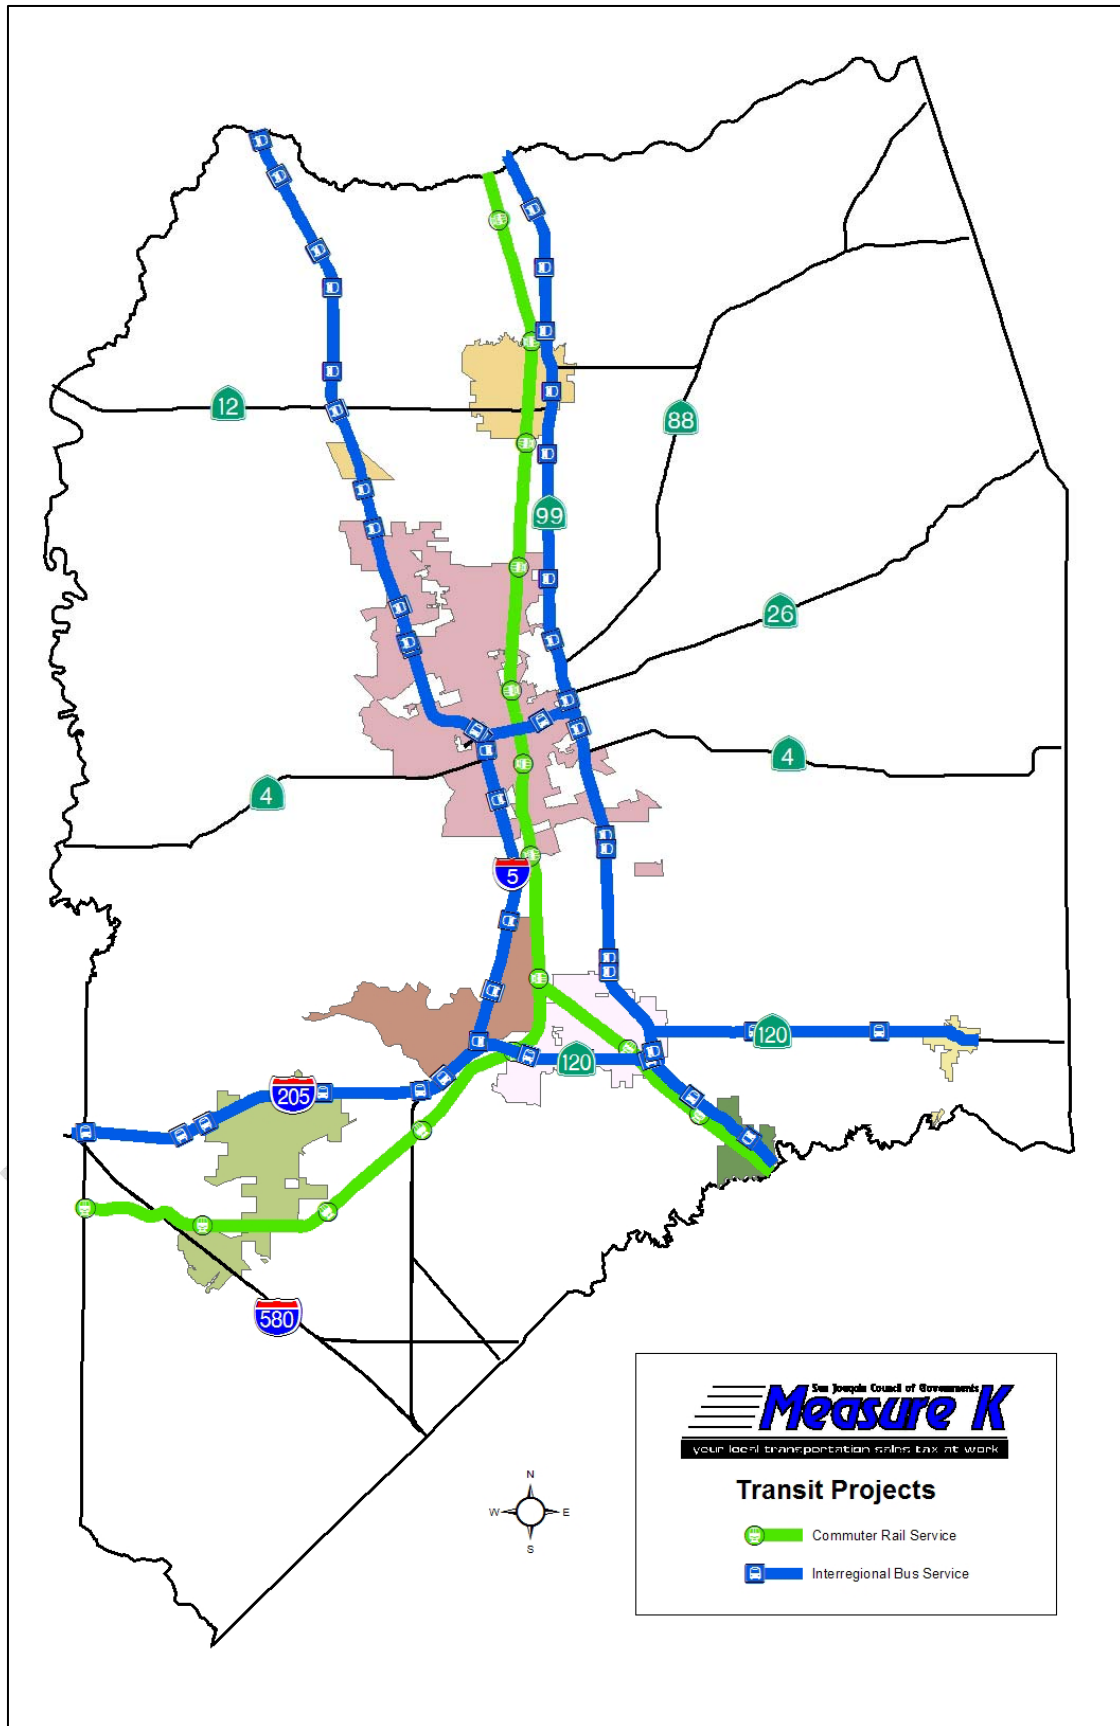 12
88
99
26
4
4
5
120
120
205
580
San Joaquin Council of Governments
Measure K
your local transportation sales tax at work
Transit Projects
N
W E
S
Commuter Rail Service
Interregional Bus Service